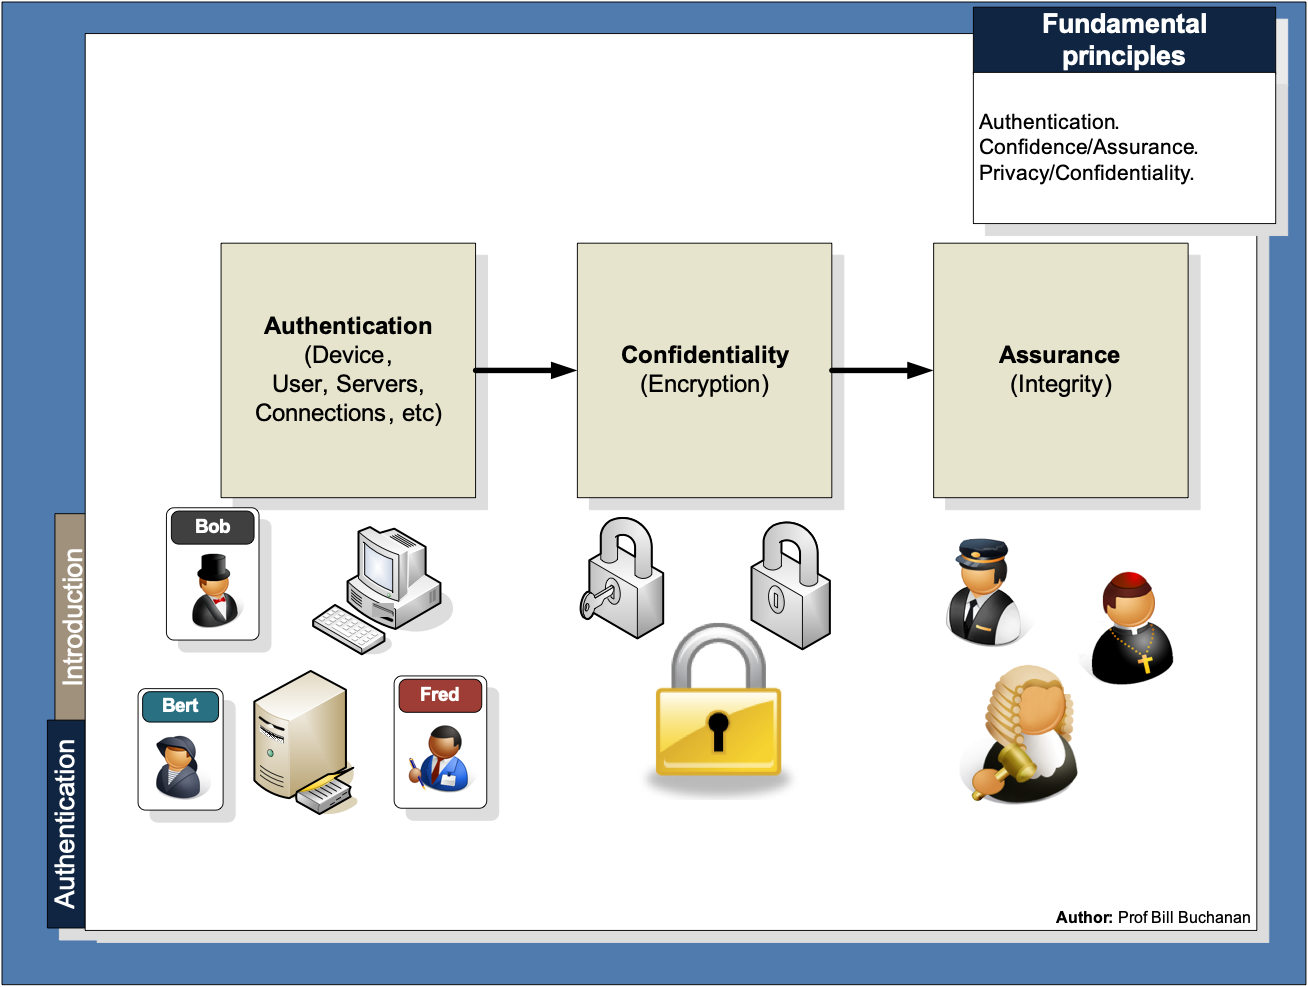 Fundamental
principles
Authentication.
Confidence/Assurance.
Privacy/Confidentiality.
Authentication
(Device,
User, Servers,
Connections, etc)
Confidentiality
(Encryption)
Assurance
(Integrity)
Bob
Bert
Fred
Introduction
Authentication
Author: Prof Bill Buchanan